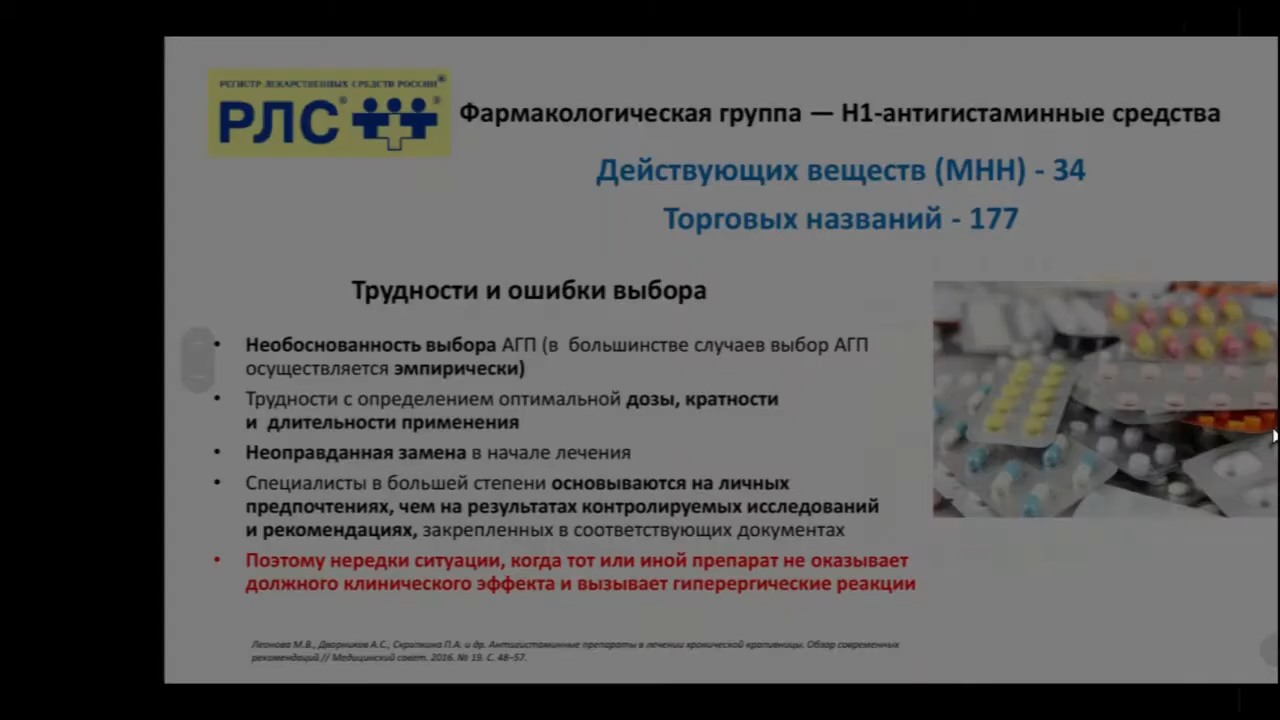 РЕГИСТР ЛЕКАРСТВЕННЫХ СРЕДСТВ РОССИИ®
РЛС® ®
Фармакологическая группа — H1-антигистаминные средства
Действующих веществ (МНН) - 34
Торговых названий - 177
Трудности и ошибки выбора
• Необоснованность выбора АГП (в большинстве случаев выбор АГП
осуществляется эмпирически)
• Трудности с определением оптимальной дозы, кратности
и длительности применения
• Неоправданная замена в начале лечения
• Специалисты в большей степени основываются на личных
предпочтениях, чем на результатах контролируемых исследований
и рекомендациях, закрепленных в соответствующих документах
• Поэтому нередки ситуации, когда тот или иной препарат не оказывает
должного клинического эффекта и вызывает гиперергические реакции
Леонова М.В., Дворников А.С., Скрипкина П.А. и др. Антигистаминные препараты в лечении хронической крапивницы. Обзор современных
рекомендаций // Медицинский совет. 2016. № 19. С. 48–57.